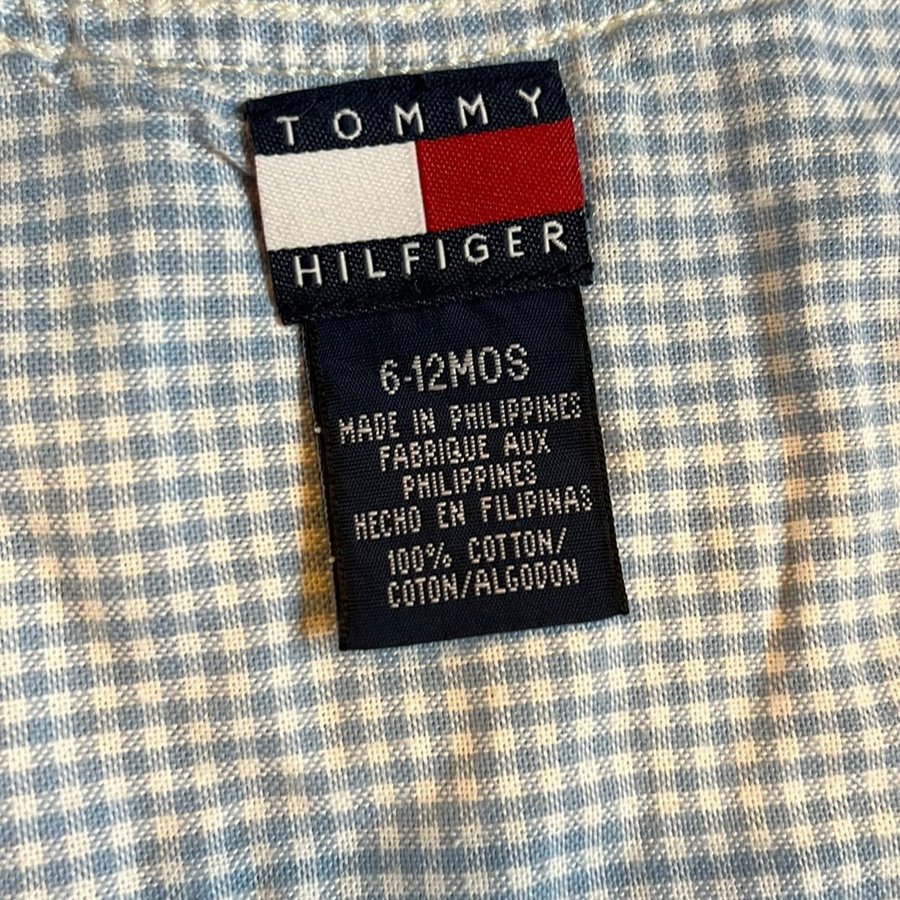 TOMMY
HILFIGER
6-12MOS
MADE IN PHILIPPINES
FABRIQUE AUX
PHILIPPINES
HECHO EN FILIPINAS
100% COTTON/
COTON/ALGODON